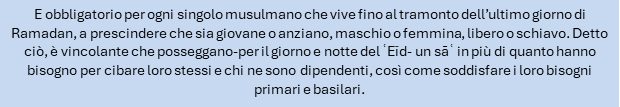 E obbligatorio per ogni singolo musulmano che vive fino al tramonto dell’ultimo giorno di
Ramadan, a prescindere che sia giovane o anziano, maschio o femmina, libero o schiavo. Detto
ciò, è vincolante che posseggano-per il giorno e notte del ʿEīd- un sāʿ in più di quanto hanno
bisogno per cibare loro stessi e chi ne sono dipendenti, così come soddisfare i loro bisogni
primari e basilari.